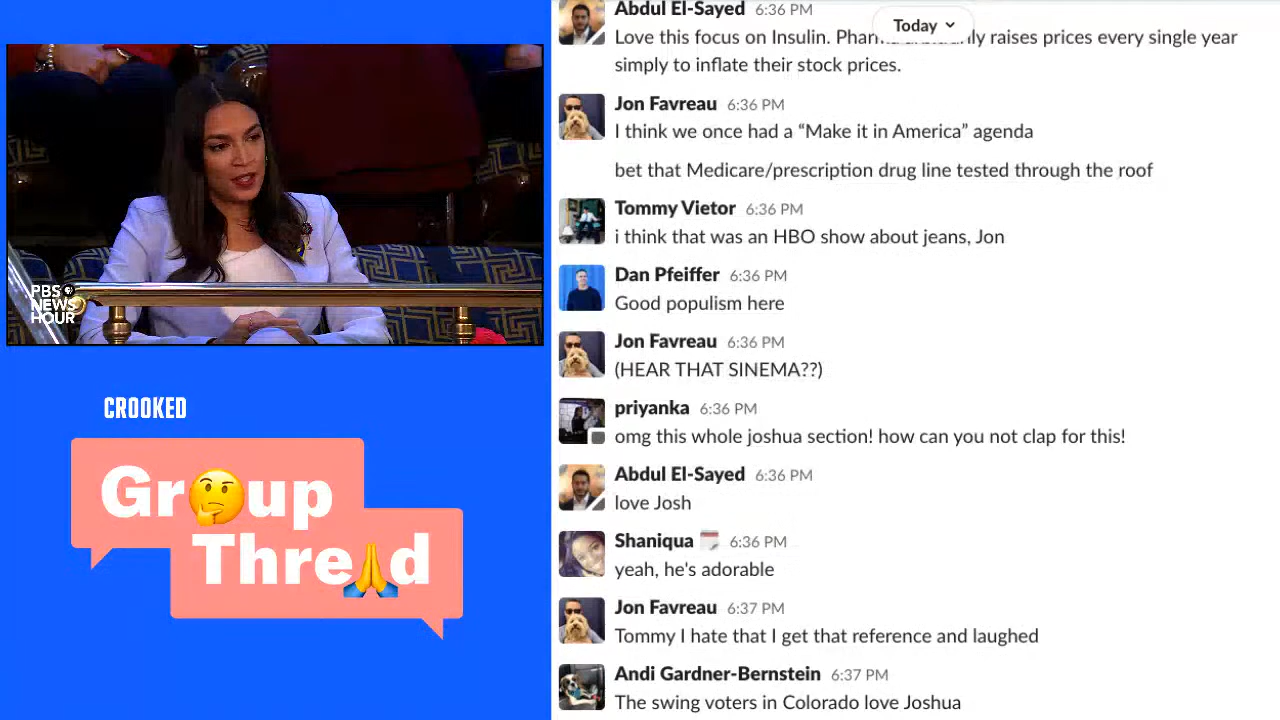 PBS
NEWS
HOUR
CROOKED
Gr🤔up
Thre🙏d
Today
Abdul El-Sayed 6:36 PM
Love this focus on Insulin. Pharma raises prices every single year
simply to inflate their stock prices.
Jon Favreau 6:36 PM
I think we once had a “Make it in America” agenda
bet that Medicare/prescription drug line tested through the roof
Tommy Vietor 6:36 PM
i think that was an HBO show about jeans, Jon
Dan Pfeiffer 6:36 PM
Good populism here
Jon Favreau 6:36 PM
(HEAR THAT SINEMA??)
priyanka 6:36 PM
omg this whole joshua section! how can you not clap for this!
Abdul El-Sayed 6:36 PM
love Josh
Shaniqua 6:36 PM
yeah, he's adorable
Jon Favreau 6:37 PM
Tommy I hate that I get that reference and laughed
Andi Gardner-Bernstein 6:37 PM
The swing voters in Colorado love Joshua